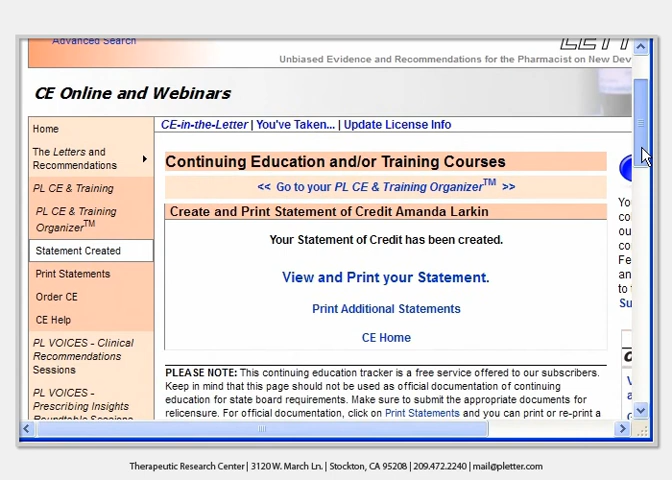 Advanced Search
Unbiased Evidence and Recommendations for the Pharmacist on New Dev
CE Online and Webinars
Home
The Letters and
Recommendations
PL CE & Training
PL CE & Training
Organizer™
Statement Created
Print Statements
Order CE
CE Help
PL VOICES - Clinical
Recommendations
Sessions
PL VOICES -
Prescribing Insights
CE-in-the-Letter | You've Taken... | Update License Info
Continuing Education and/or Training Courses
<< Go to your PL CE & Training Organizer™ >>
Create and Print Statement of Credit Amanda Larkin
Your Statement of Credit has been created.
View and Print your Statement.
Print Additional Statements
CE Home
PLEASE NOTE: This continuing education tracker is a free service offered to our subscribers.
Keep in mind that this page should not be used as official documentation of continuing
education for state board requirements. Make sure to submit the appropriate documents for
relicensure. For official documentation, click on Print Statements and you can print or re-print a
Therapeutic Research Center | 3120 W. March Ln. | Stockton, CA 95208 | 209.472.2240 | mail@pletter.com